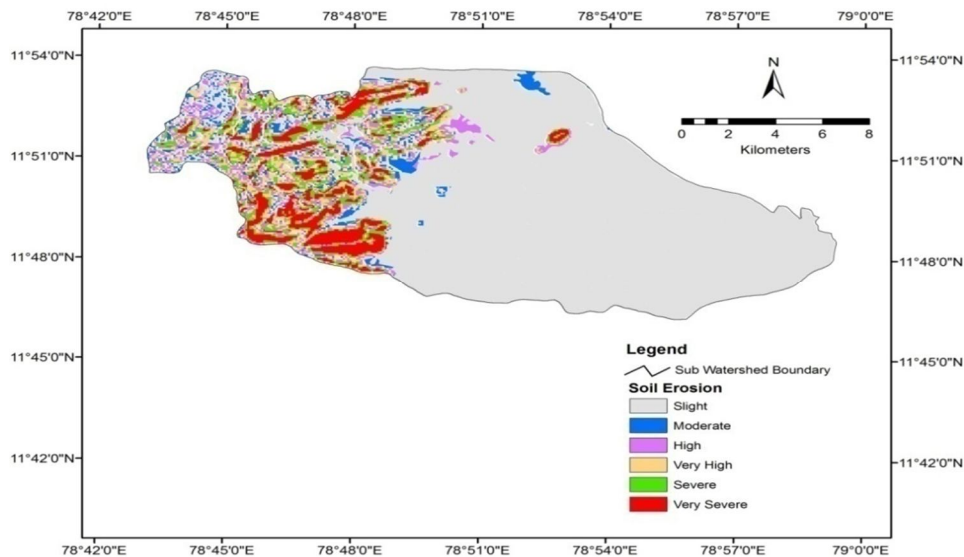 78°42'0"E 78°45'0"E 78°48'0"E 78°51'0"E 78°54'0"E 78°57'0"E 79°0'0"E
11°54'0"N 11°54'0"N
N
0 2 4 6 8
Kilometers
11°51'0"N 11°51'0"N
11°48'0"N 11°48'0"N
11°45'0"N 11°45'0"N
Legend
Sub Watershed Boundary
Soil Erosion
Slight
Moderate
High
Very High
Severe
Very Severe
11°42'0"N 11°42'0"N
78°42'0"E 78°45'0"E 78°48'0"E 78°51'0"E 78°54'0"E 78°57'0"E 79°0'0"E